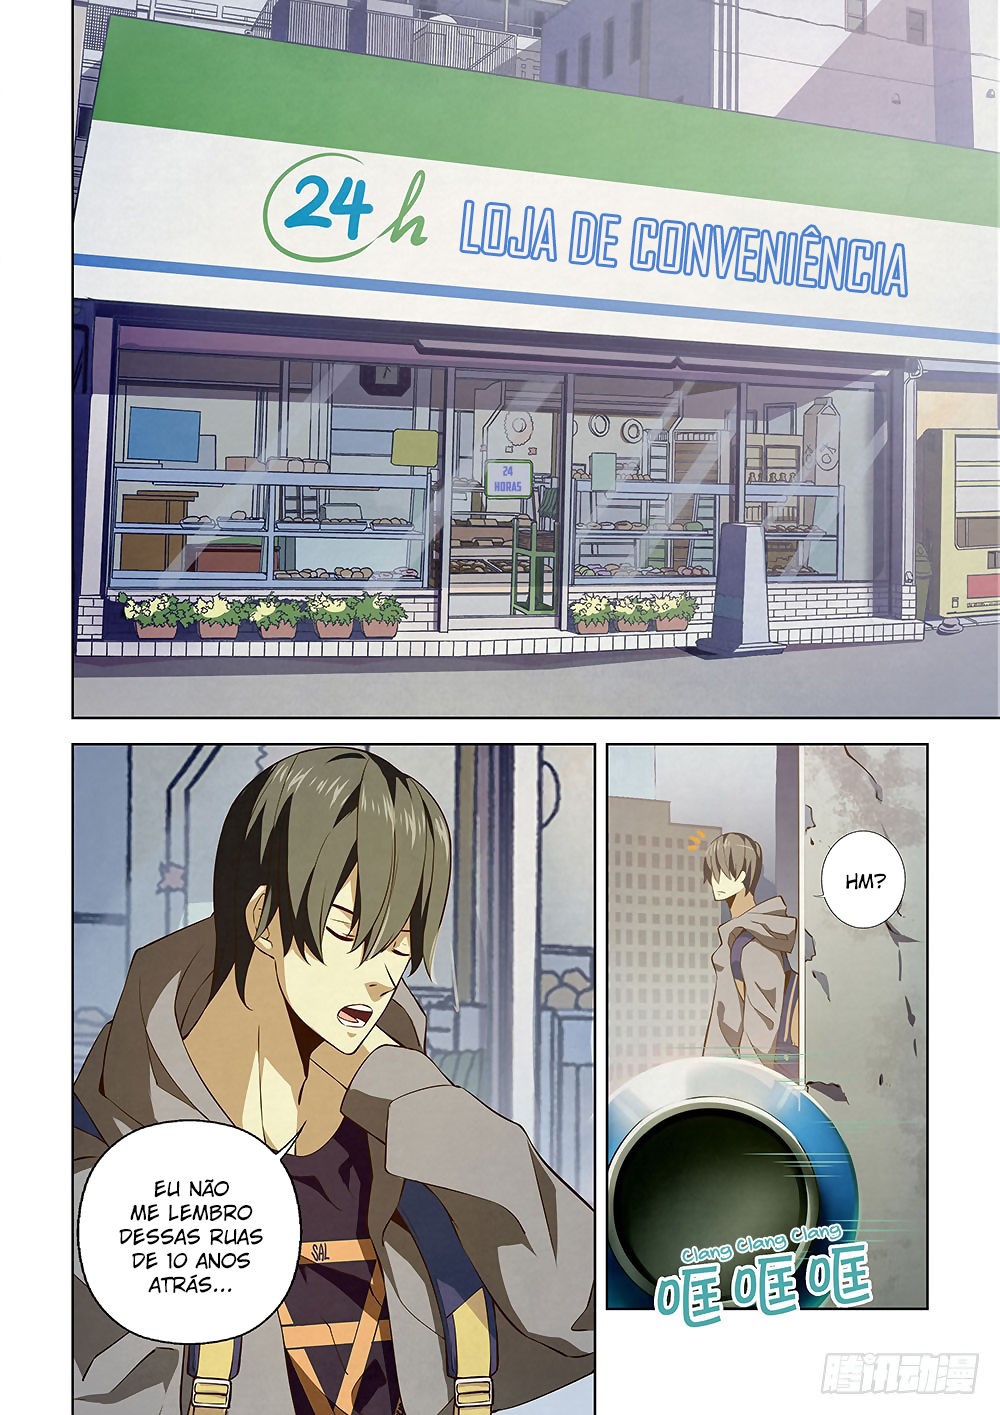 24h LOJA DE CONVENIÊNCIA
24
HORAS
EU NÃO
ME LEMBRO
DESSAS RUAS
DE 10 ANOS
ATRÁS...
SAL
HM?
Clang Clang Clang
哐哐哐
腾讯动漫